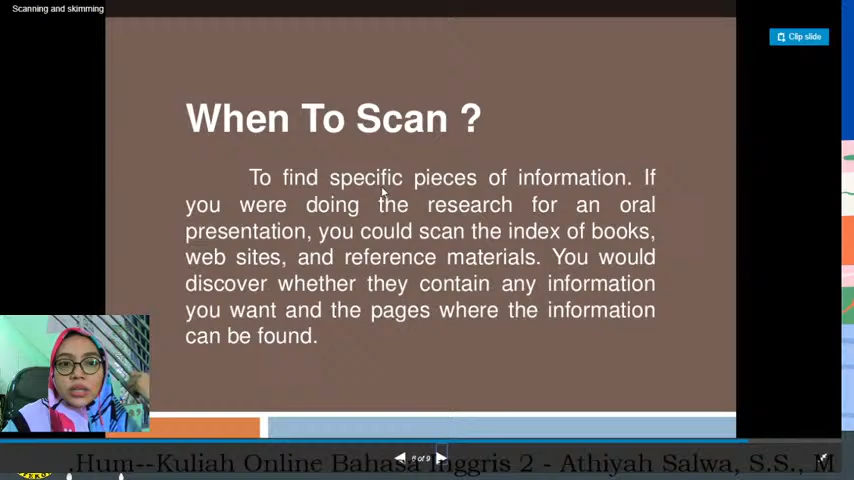 Scanning and skimming
Clip slide
When To Scan ?
To find specific pieces of information. If
you were doing the research for an oral
presentation, you could scan the index of books,
web sites, and reference materials. You would
discover whether they contain any information
you want and the pages where the information
can be found.
6 of 9
.Hum--Kuliah Online Bahasa Inggris 2 - Athiyah Salwa, S.S., M